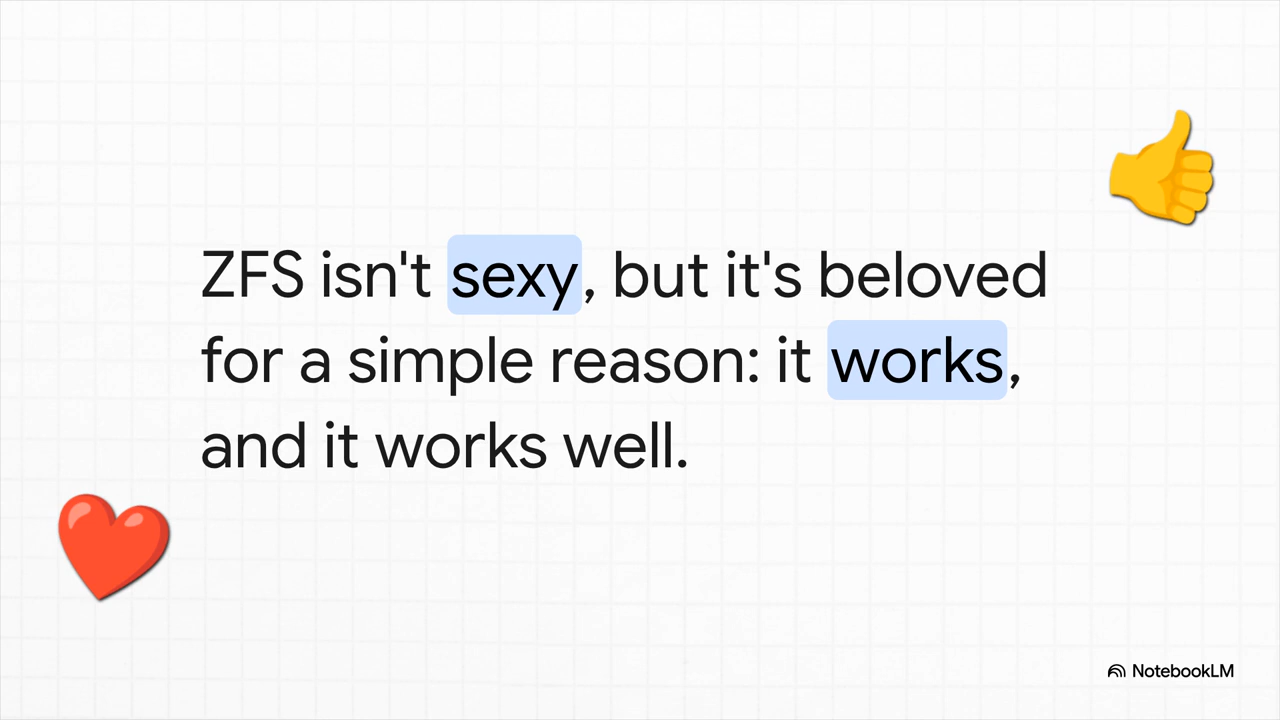 ZFS isn't sexy, but it's beloved
for a simple reason: it works,
and it works well.
NotebookLM